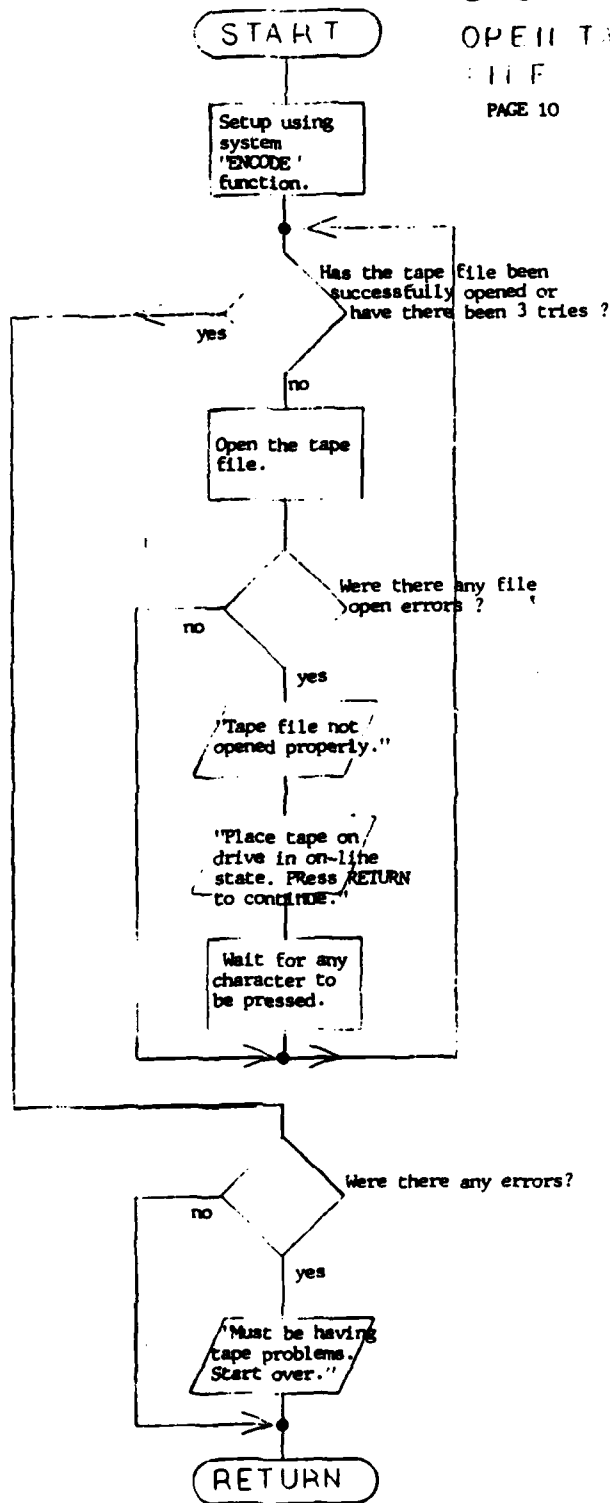 START
OPEN
PAGE 10
Setup using
system
"ENCODE'
function.
Has the tape file been
successfully opened or
have there been 3 tries ?
yes
no
Open the tape
file.
Were there any file
open errors ?
no
yes
"Tape file not
opened properly."
"Place tape on
drive in on-line
state. PRess RETURN
to continue."
Wait for any
character to
be pressed.
Were there any errors?
no
yes
"Must be having
tape problems.
Start over."
RETURN